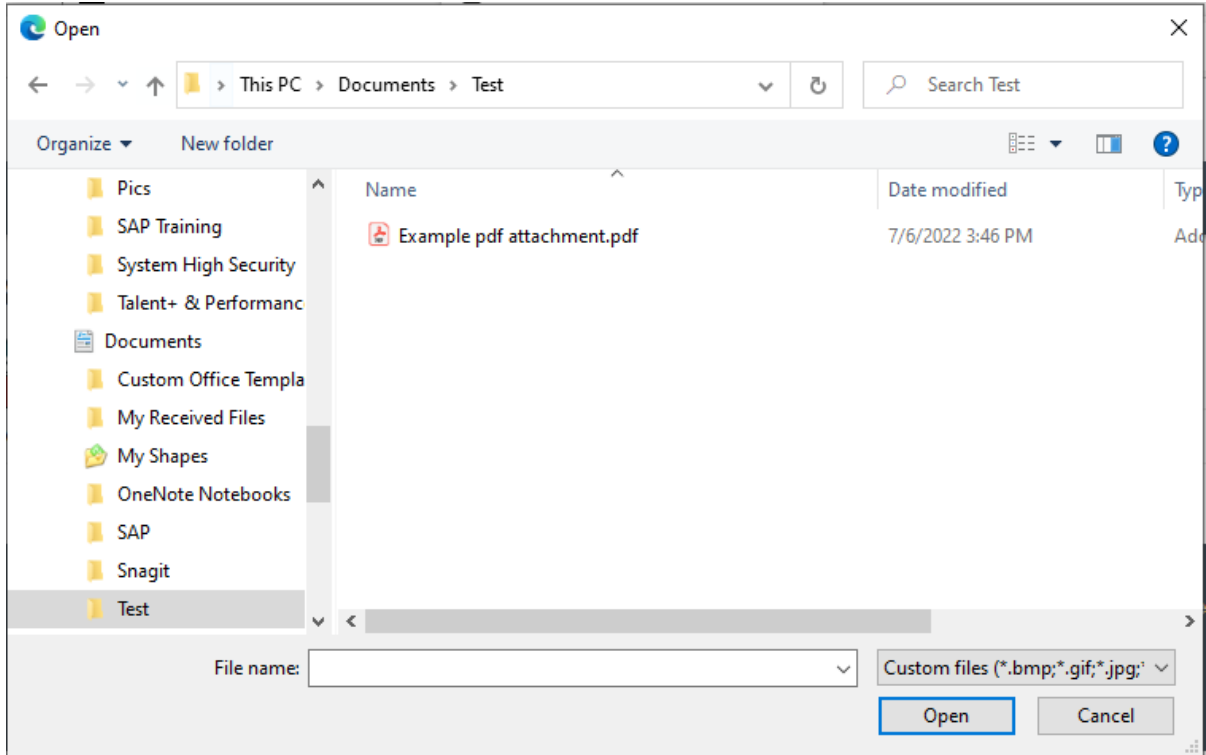 Open
This PC > Documents > Test
Search Test
Organize
New folder
Name
Date modified
Typ
Example pdf attachment.pdf
7/6/2022 3:46 PM
Ado
Pics
SAP Training
System High Security
Talent+ & Performanc
Documents
Custom Office Templa
My Received Files
My Shapes
OneNote Notebooks
SAP
Snagit
Test
File name:
Custom files (*.bmp;*.gif;*.jpg;*
Open
Cancel